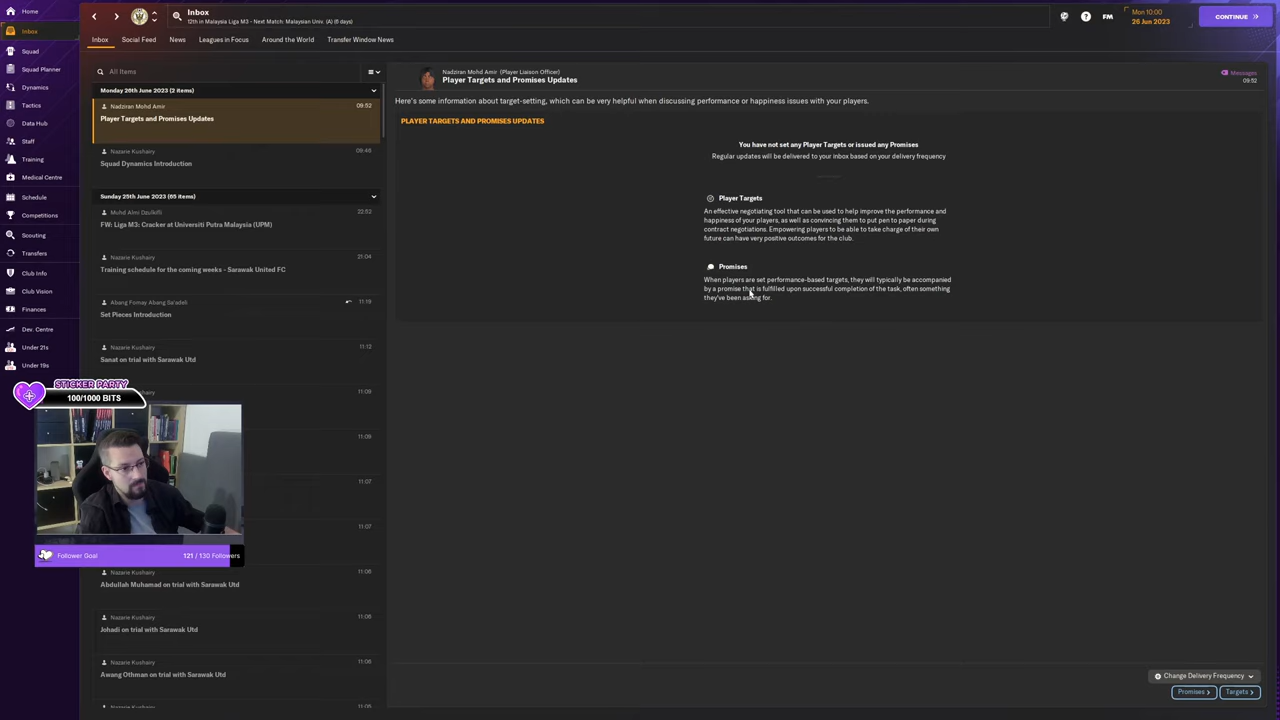 Home
Inbox
Squad
Squad Planner
Dynamics
Tactics
Data Hub
Staff
Training
Medical Centre
Schedule
Competitions
Scouting
Transfers
Club Info
Club Vision
Finances
Dev. Centre
Under 21s
Under 19s
Inbox
12th in Malaysia Liga M3 - Next Match: Malaysian Univ. (A) (6 days)
FM
Mon 10:00
26 Jun 2023
CONTINUE
Inbox
Social Feed
News
Leagues in Focus
Around the World
Transfer Window News
All Items
Monday 26th June 2023 (2 items)
Nadziran Mohd Amir
09:52
Player Targets and Promises Updates
Nazarie Kushairy
09:46
Squad Dynamics Introduction
Sunday 25th June 2023 (65 items)
Muhd Almi Dzulkifli
22:52
FW: Liga M3: Cracker at Universiti Putra Malaysia (UPM)
Nazarie Kushairy
21:04
Training schedule for the coming weeks - Sarawak United FC
Abang Fomay Abang Sa'adeli
11:19
Set Pieces Introduction
Nazarie Kushairy
11:12
Sanat on trial with Sarawak Utd
11:09
11:09
11:07
11:07
Nazarie Kushairy
11:06
Abdullah Muhamad on trial with Sarawak Utd
Nazarie Kushairy
11:06
Johadi on trial with Sarawak Utd
Nazarie Kushairy
11:06
Awang Othman on trial with Sarawak Utd
Nadziran Mohd Amir (Player Liaison Officer)
Player Targets and Promises Updates
Messages
09:52
Here's some information about target-setting, which can be very helpful when discussing performance or happiness issues with your players.
PLAYER TARGETS AND PROMISES UPDATES
You have not set any Player Targets or issued any Promises
Regular updates will be delivered to your inbox based on your delivery frequency
Player Targets
An effective negotiating tool that can be used to help improve the performance and
happiness of your players, as well as convincing them to put pen to paper during
contract negotiations. Empowering players to be able to take charge of their own
future can have very positive outcomes for the club.
Promises
When players are set performance-based targets, they will typically be accompanied
by a promise that is fulfilled upon successful completion of the task, often something
they've been asking for.
Change Delivery Frequency
Promises
Targets
STICKER PARTY
100/1000 BITS
Follower Goal
121 / 130 Followers